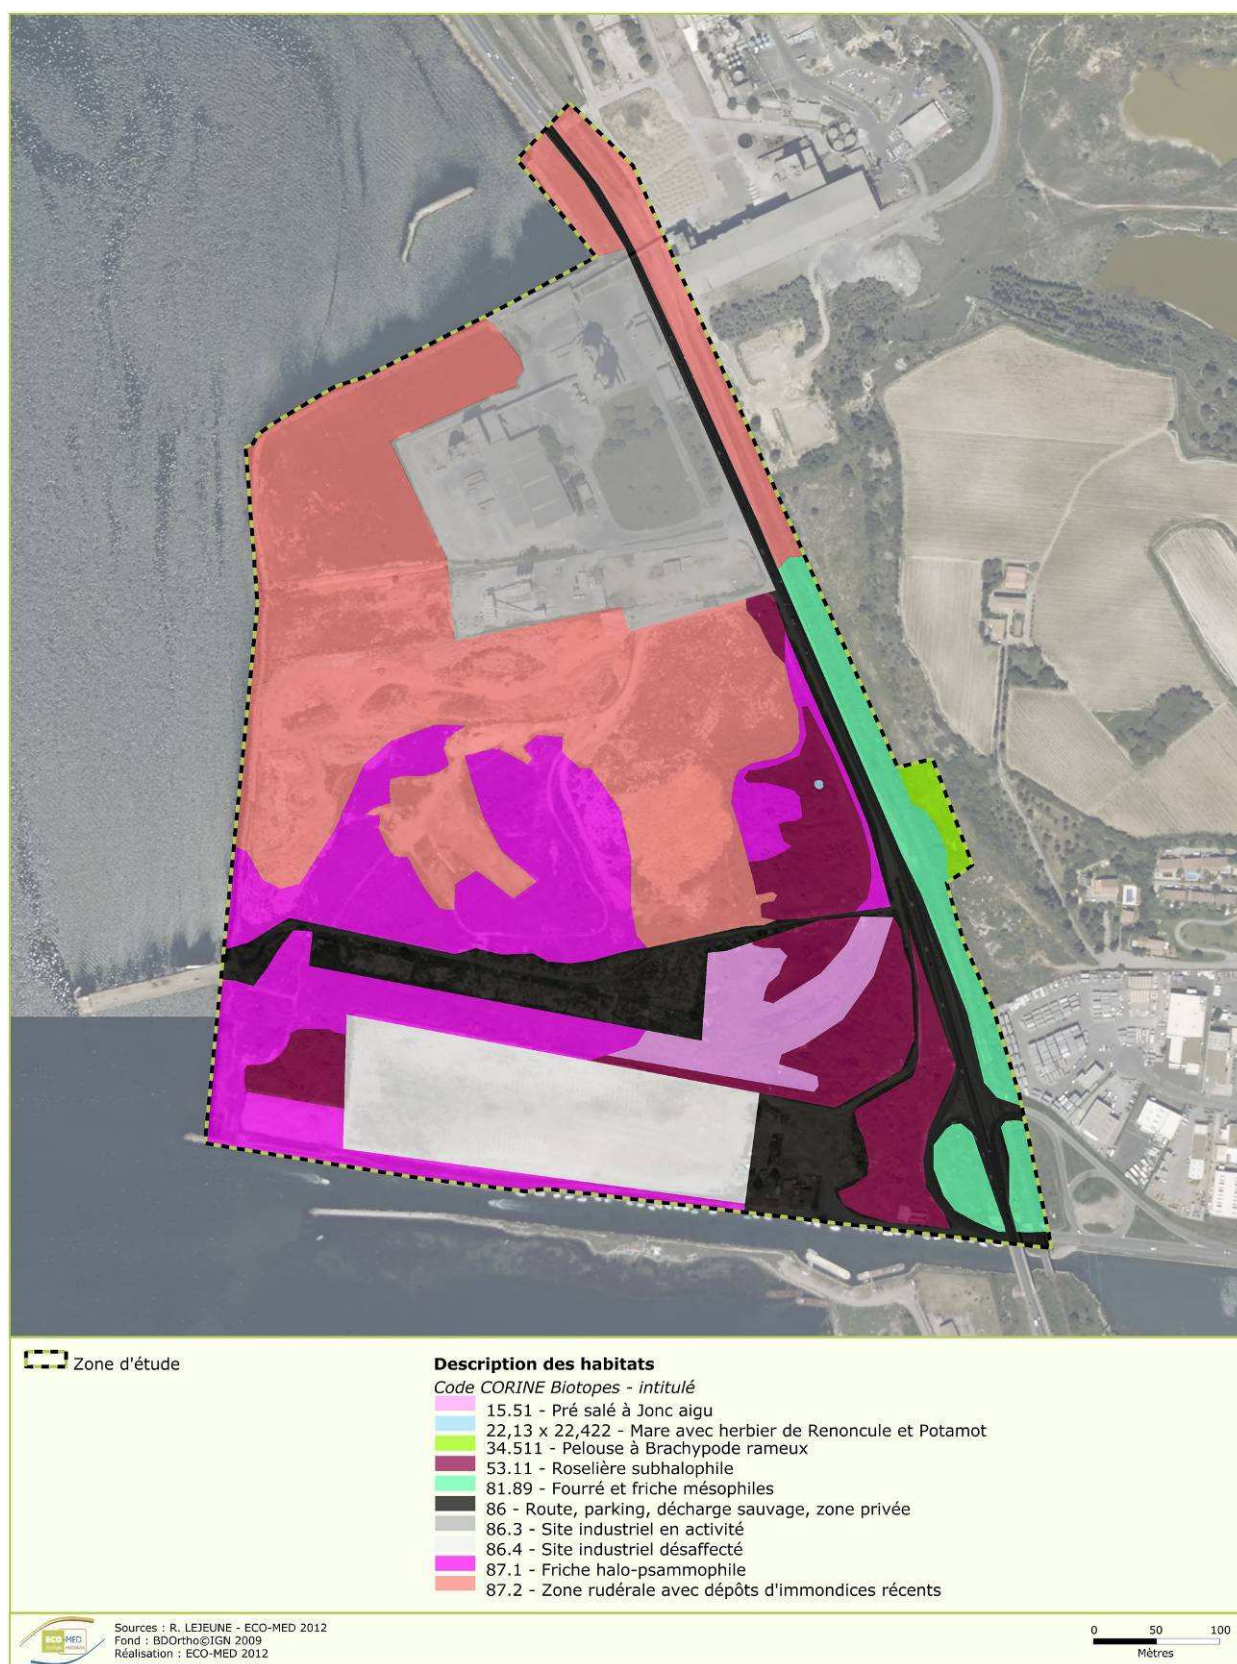 Zone d'étude
Description des habitats
Code CORINE Biotopes - intitulé
15.51 - Pré salé à Jonc aigu
22,13 x 22,422 - Mare avec herbier de Renoncule et Potamot
34.511 - Pelouse à Brachypode rameux
53.11 - Roselière subhalophile
81.89 - Fourré et friche mésophiles
86 - Route, parking, décharge sauvage, zone privée
86.3 - Site industriel en activité
86.4 - Site industriel désaffecté
87.1 - Friche halo-psammophile
87.2 - Zone rudérale avec dépôts d'immondices récents
ECO-MED
Sources : R. LEJEUNE - ECO-MED 2012
Fond : BDOrtho©IGN 2009
Réalisation : ECO-MED 2012
0 50 100
Mètres